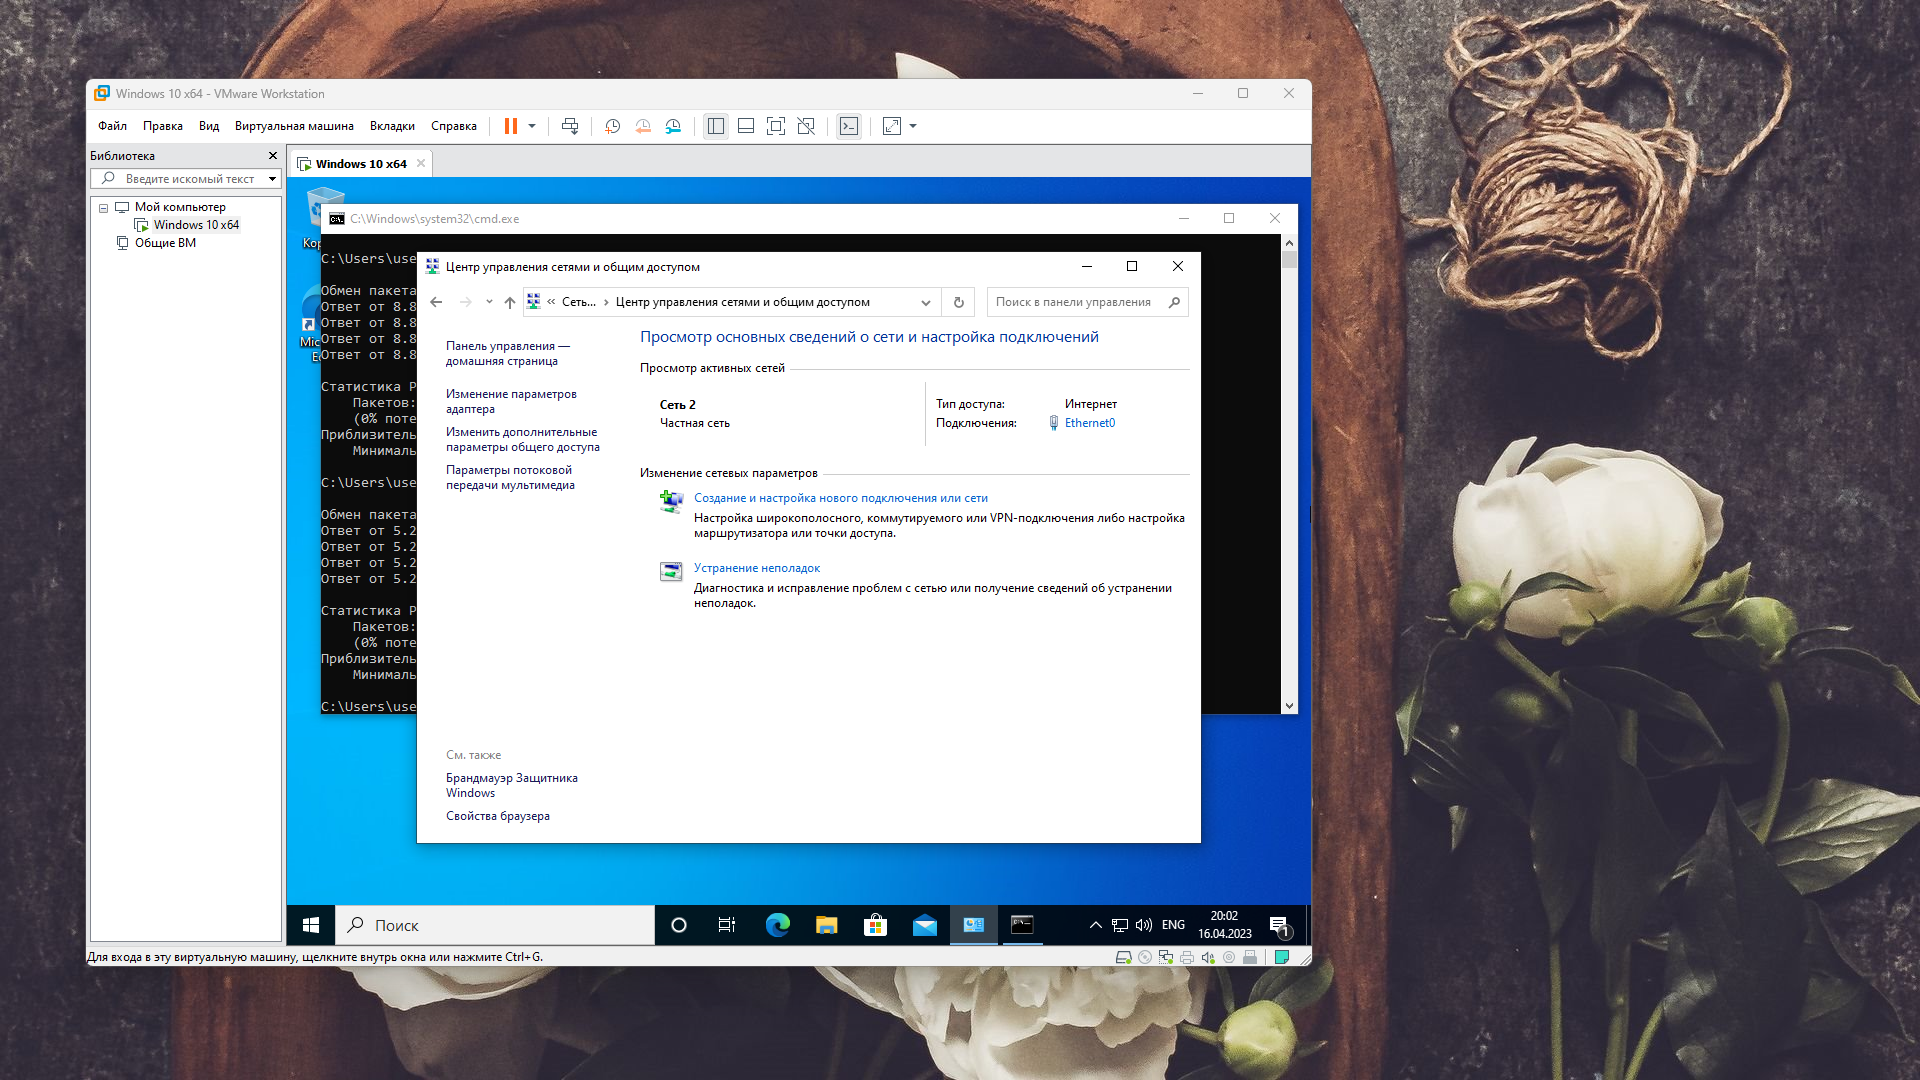 Windows 10 x64 - VMware Workstation
Файл Правка Вид Виртуальная машина Вкладки Справка
Библиотека
Введите искомый текст
Мой компьютер
Windows 10 x64
Общие ВМ
Windows 10 x64
C:\Windows\system32\cmd.exe
C:\Users\use
Обмен пакета
Ответ от 8.8
Ответ от 8.8
Ответ от 8.8
Ответ от 8.8
Статистика P
Пакетов:
(0% поте
Приблизитель
Минималь
C:\Users\use
Обмен пакета
Ответ от 5.2
Ответ от 5.2
Ответ от 5.2
Ответ от 5.2
Статистика P
Пакетов:
(0% поте
Приблизитель
Минималь
C:\Users\use
Центр управления сетями и общим доступом
Сеть... Центр управления сетями и общим доступом
Поиск в панели управления
Панель управления —
домашняя страница
Изменение параметров
адаптера
Изменить дополнительные
параметры общего доступа
Параметры потоковой
передачи мультимедиа
Просмотр основных сведений о сети и настройка подключений
Просмотр активных сетей
Сеть 2
Частная сеть
Тип доступа: Интернет
Подключения: Ethernet0
Изменение сетевых параметров
Создание и настройка нового подключения или сети
Настройка широкополосного, коммутируемого или VPN-подключения либо настройка
маршрутизатора или точки доступа.
Устранение неполадок
Диагностика и исправление проблем с сетью или получение сведений об устранении
неполадок.
См. также
Брандмауэр Защитника
Windows
Свойства браузера
Поиск
ENG
20:02
16.04.2023
1
Для входа в эту виртуальную машину, щелкните внутрь окна или нажмите Ctrl+G.